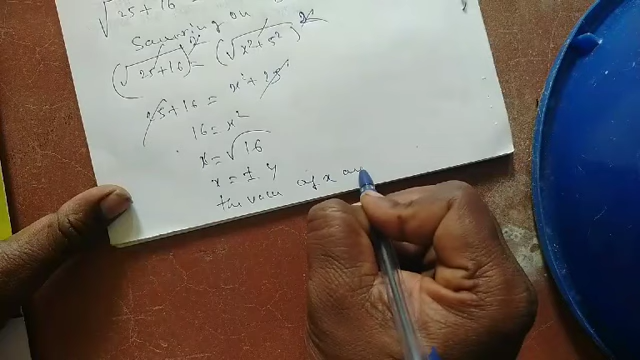 √25+16 =
Squaring on
(√25+16)² = (√x²+5²)²
25+16 = x²+25
16 = x²
x = √16
x = ± 4
the value of x are